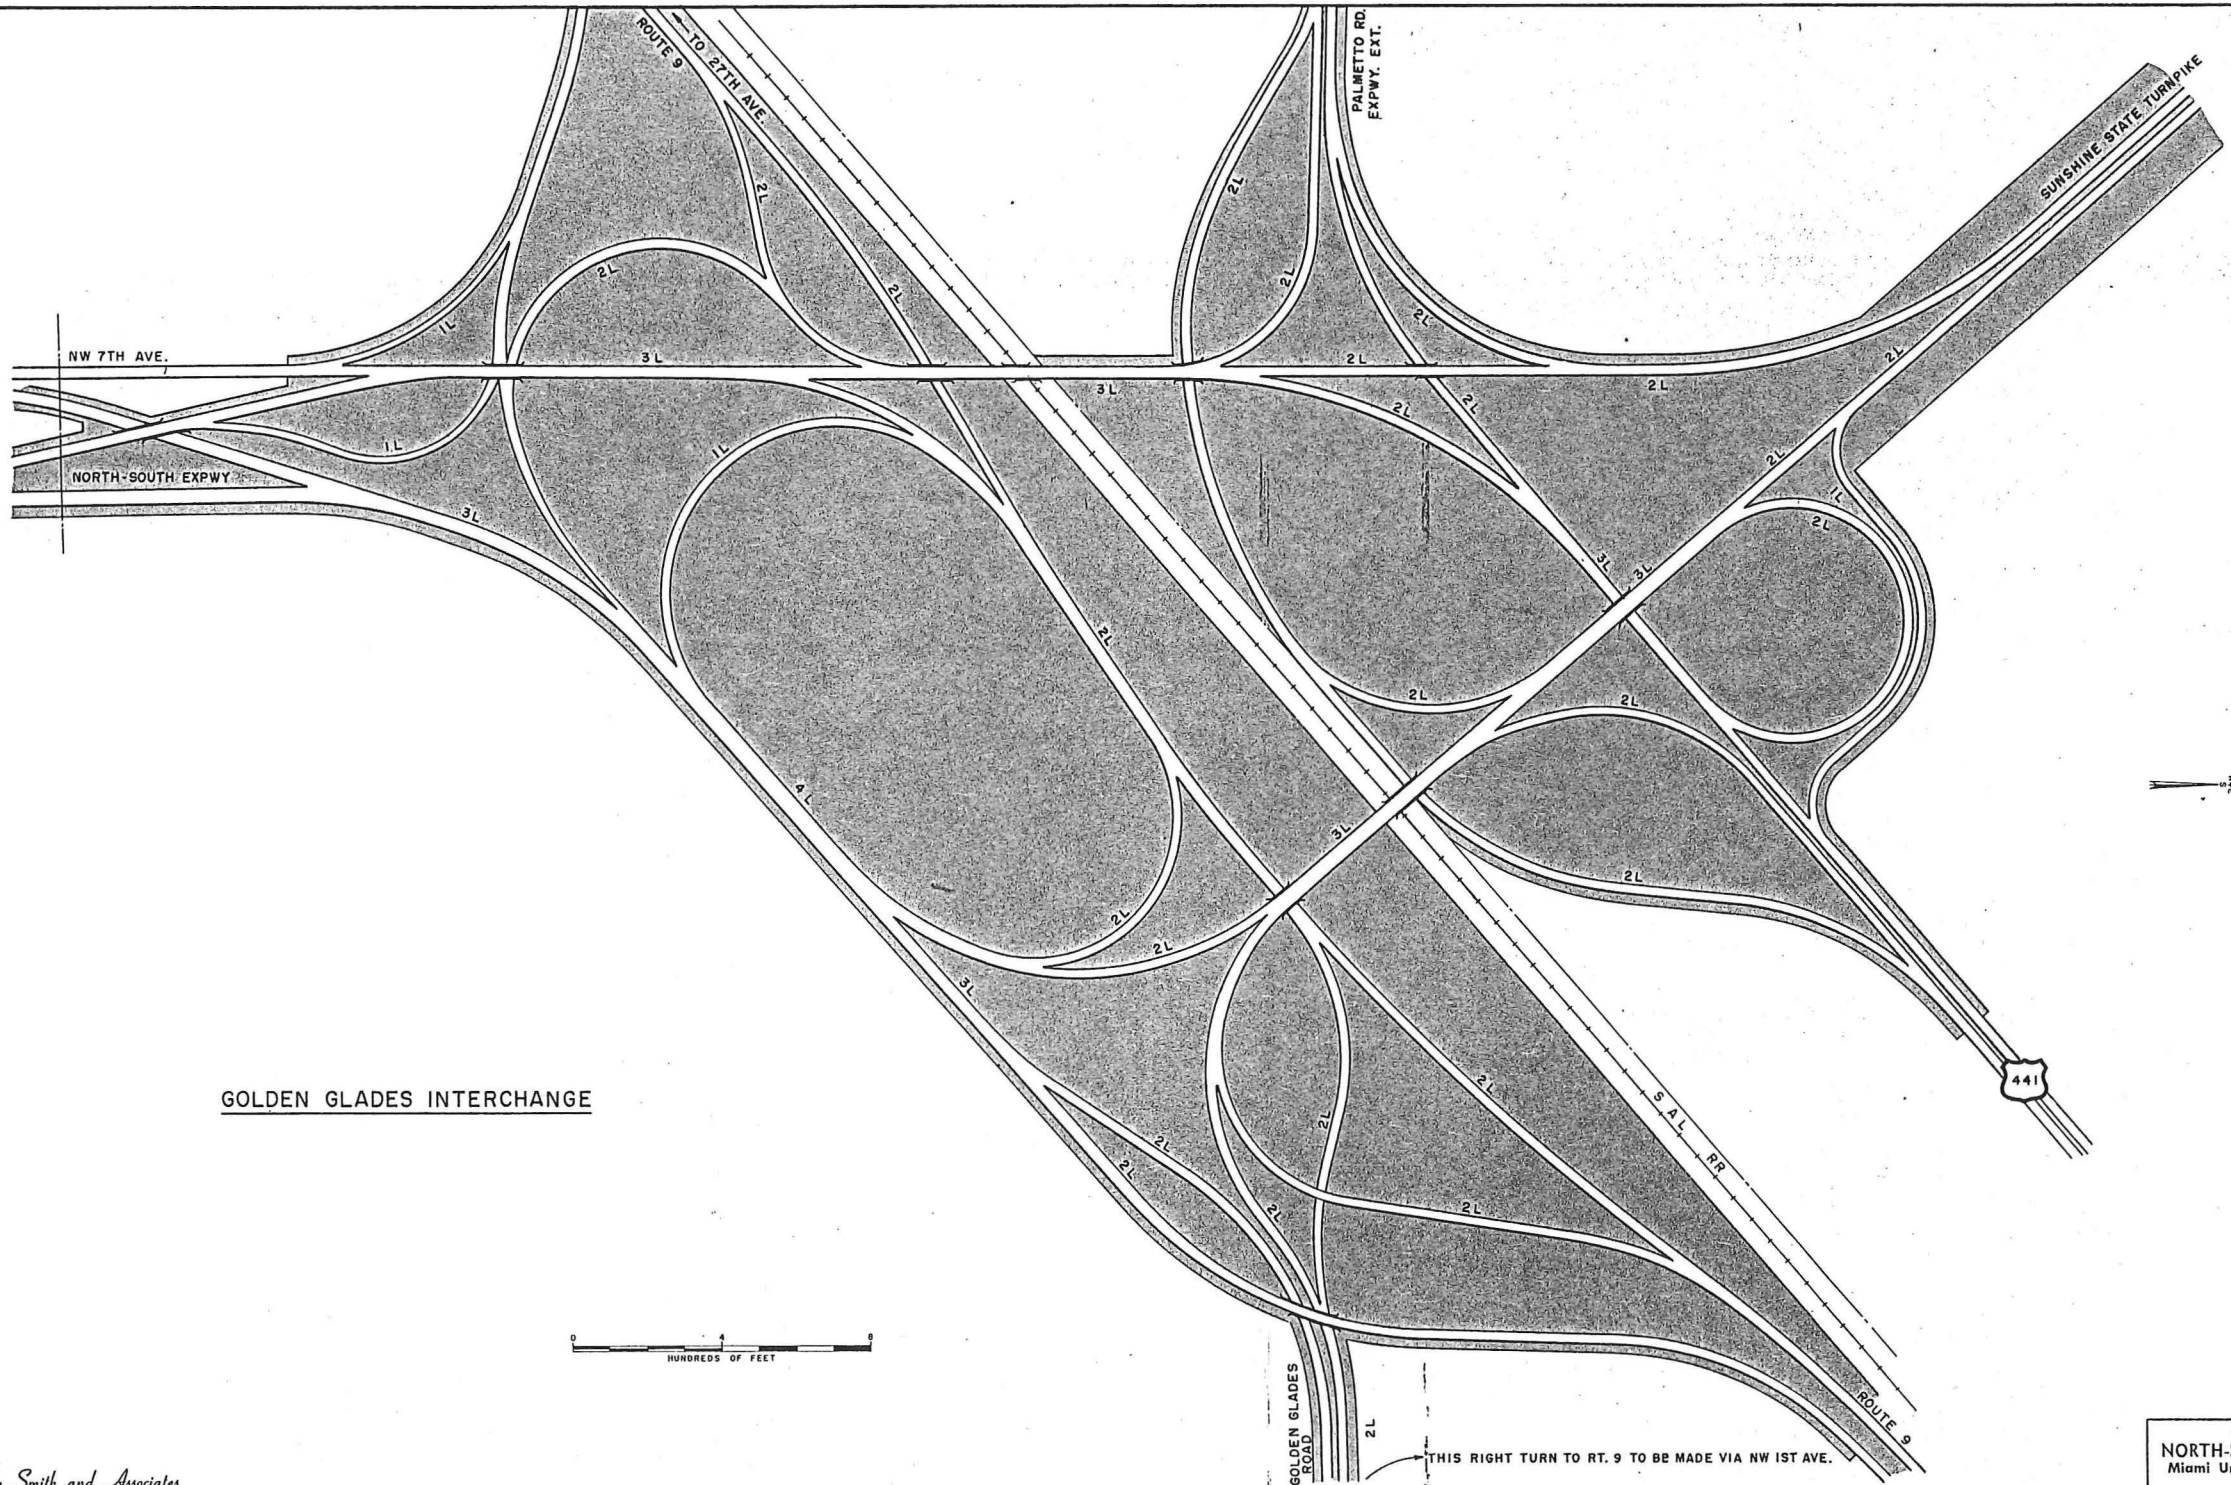 ROUTE 9
TO 27TH AVE.
PALMETTO RD.
EXPWY. EXT.
SUNSHINE STATE TURNPIKE
2L
2L
2L
2L
2L
2L
1L
NW 7TH AVE.
3L
2L
3L
2L
2L
2L
2L
1L
1L
2L
NORTH-SOUTH EXPWY
3L
1L
2L
3L
3L
2L
2L
2L
4L
3L
2L
2L
2L
3L
2L
2L
2L
2L
2L
2L
441
S A L RR
GOLDEN GLADES INTERCHANGE
0 4 8
HUNDREDS OF FEET
GOLDEN GLADES
ROAD
2L
ROUTE 9
THIS RIGHT TURN TO RT. 9 TO BE MADE VIA NW 1ST AVE.
Smith and Associates
NORTH-
Miami